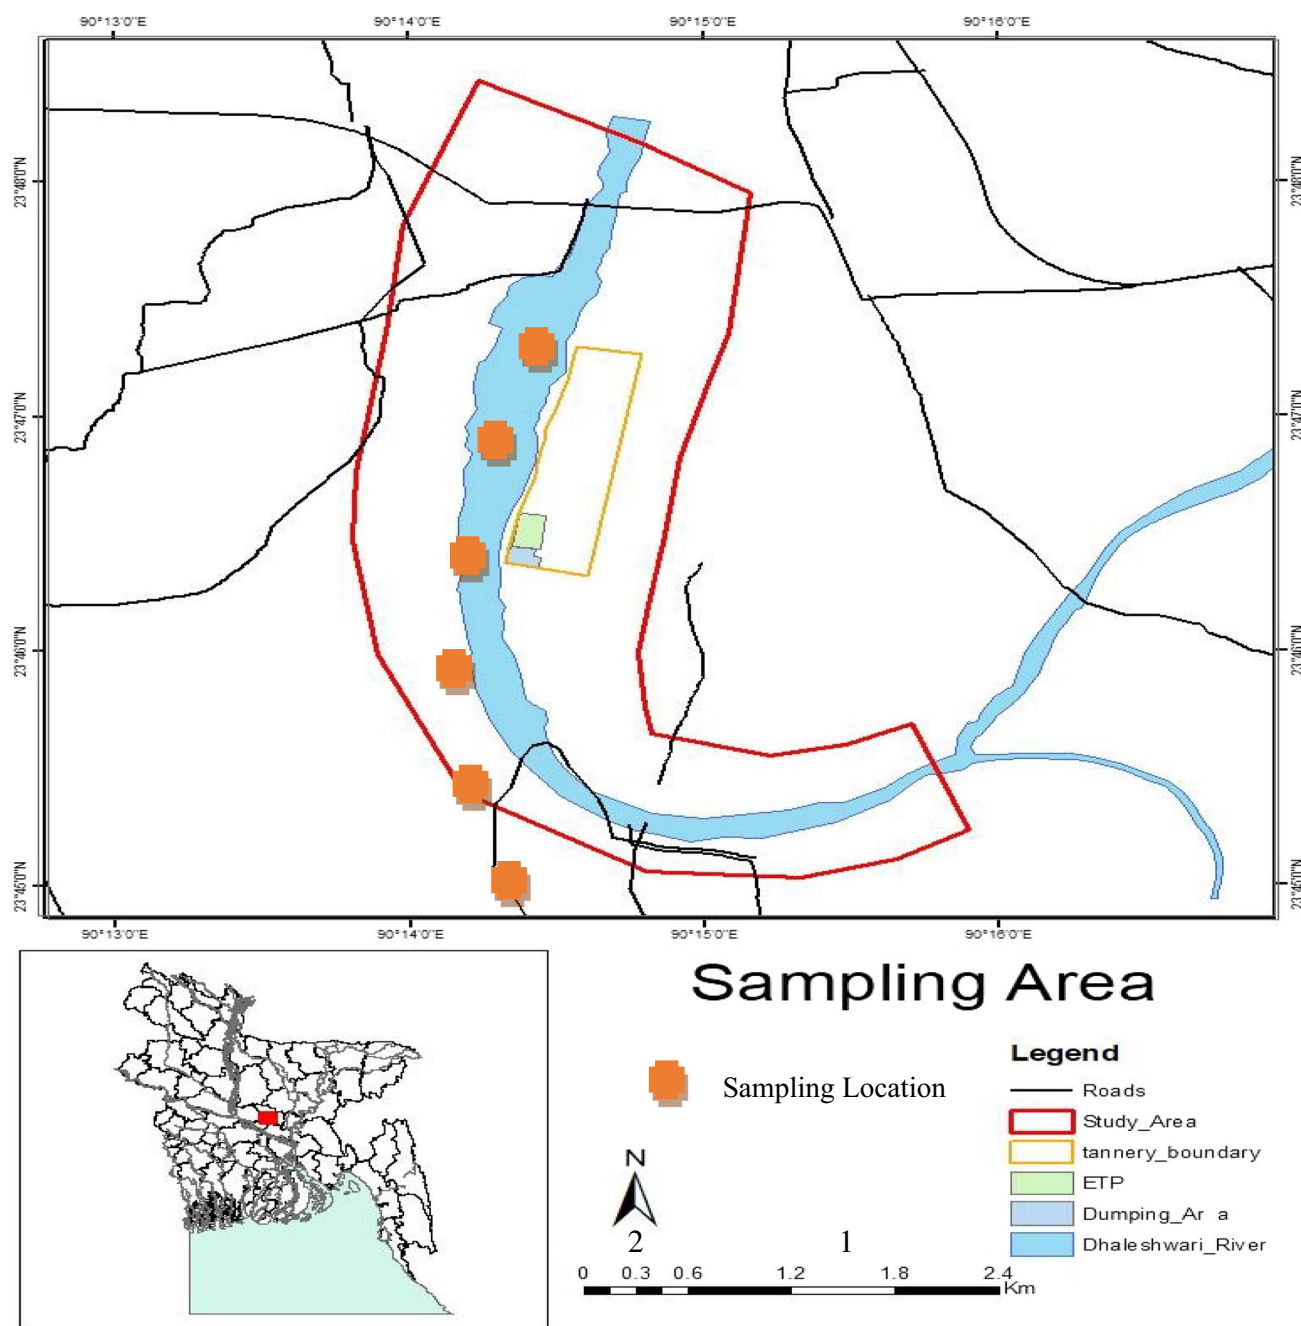 90°13'0"E 90°14'0"E 90°15'0"E 90°16'0"E
23°48'0"N 23°48'0"N
23°47'0"N 23°47'0"N
23°46'0"N 23°46'0"N
23°45'0"N 23°45'0"N
90°13'0"E 90°14'0"E 90°15'0"E 90°16'0"E
Sampling Area
Sampling Location
Legend
Roads
Study_Area
tannery_boundary
ETP
Dumping_Ar a
Dhaleshwari_River
N
2 1
0 0.3 0.6 1.2 1.8 2.4
Km